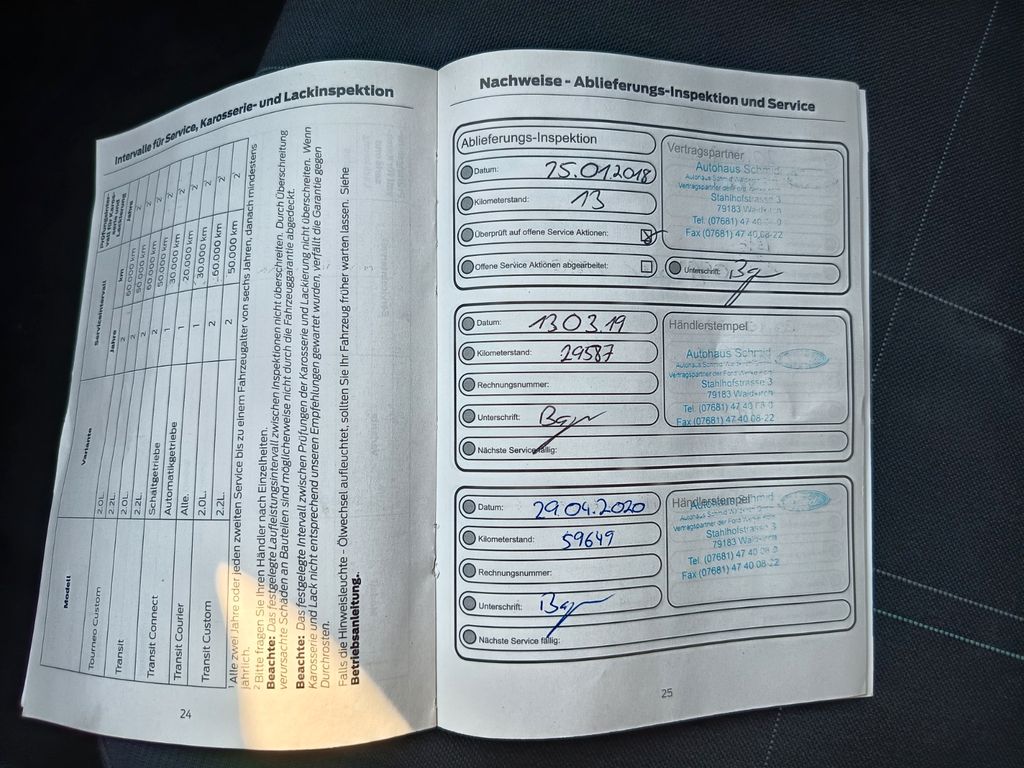 Intervalle für Service, Karosserie- und Lackinspektion
Modell
Variante
Serviceintervall
Jahre
km
Prüfungsintervall für Karosserie und Lackierung
Jahre
Tourneo Custom 2.0L 2 60.000 km 2
2.2L 2 50.000 km 2
Transit 2.0L 2 60.000 km 2
2.2L 2 50.000 km 2
Transit Connect Schaltgetriebe 1 30.000 km 2
Automatikgetriebe 1 20.000 km 2
Transit Courier Alle. 1 30.000 km 2
Transit Custom 2.0L 2 60.000 km 2
2.2L 2 50.000 km 2
1 Alle zwei Jahre oder jeden zweiten Service bis zu einem Fahrzeugalter von sechs Jahren, danach mindestens
jährlich.
2 Bitte fragen Sie Ihren Händler nach Einzelheiten.
Beachte: Das festgelegte Laufleistungsintervall zwischen Inspektionen nicht überschreiten. Durch Überschreitung
verursachte Schäden an Bauteilen sind möglicherweise nicht durch die Fahrzeuggarantie abgedeckt.
Beachte: Das festgelegte Intervall zwischen Prüfungen der Karosserie und Lackierung nicht überschreiten. Wenn
Karosserie und Lack nicht entsprechend unseren Empfehlungen gewartet wurden, verfällt die Garantie gegen
Durchrosten.
Falls die Hinweisleuchte - Ölwechsel aufleuchtet, sollten Sie Ihr Fahrzeug früher warten lassen. Siehe
Betriebsanleitung.
24
Nachweise - Ablieferungs-Inspektion und Service
Ablieferungs-Inspektion
Datum: 25.01.2018
Kilometerstand: 13
Überprüft auf offene Service Aktionen:
Offene Service Aktionen abgearbeitet:
Vertragspartner
Autohaus Schmid
Vertragspartner der Ford
Stahlhofstrasse 3
79183 Waldkirch
Tel: (07681) 47 40
Fax (07681) 47 40 08-22
Unterschrift:
Datum: 13 03.19
Kilometerstand: 29587
Rechnungsnummer:
Unterschrift:
Nächste Service fällig:
Händlerstempel
Autohaus Schmid
Vertragspartner der Ford
Stahlhofstrasse 3
79183 Waldkirch
Tel. (07681) 47 40
Fax (07681) 47 40 08-22
Datum: 29.04.2020
Kilometerstand: 59649
Rechnungsnummer:
Unterschrift:
Nächste Service fällig:
Händlerstempel
Autohaus Schmid
Vertragspartner der Ford
Stahlhofstrasse 3
79183 Waldkirch
Tel. (07681) 47 40
Fax (07681) 47 40 08-22
25